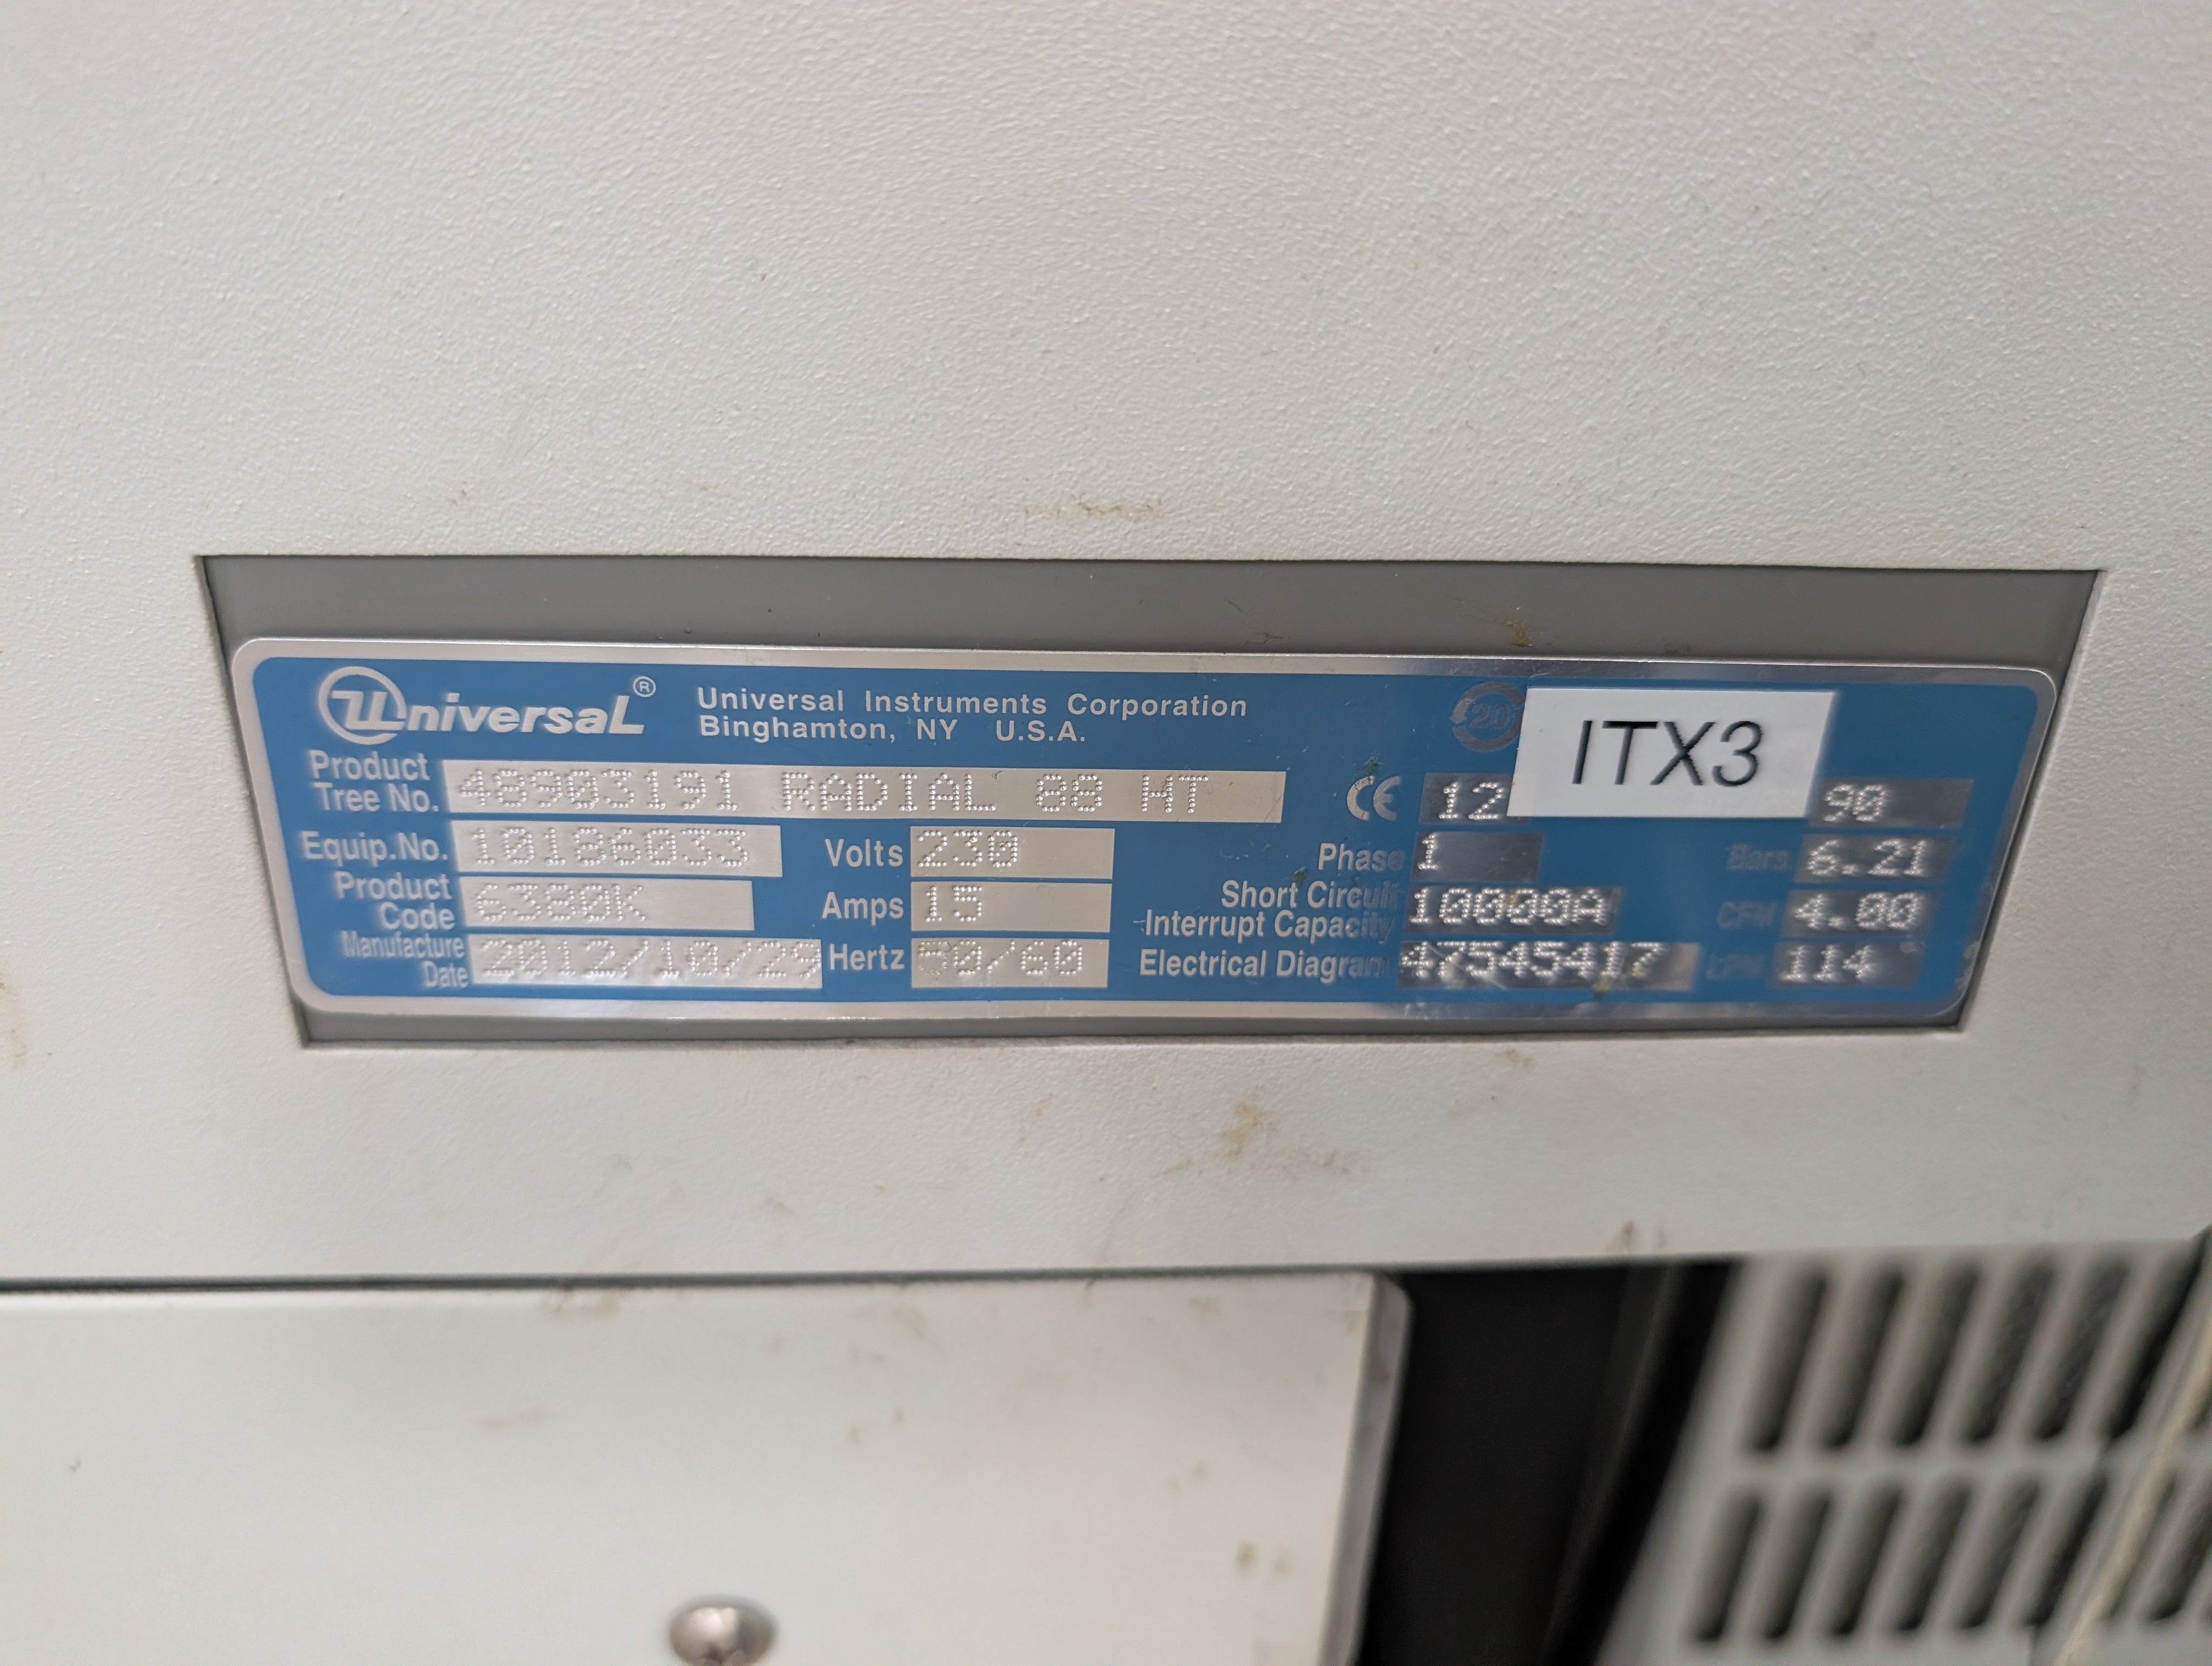 Universal®
Universal Instruments Corporation
Binghamton, NY U.S.A.
20
ITX3
Product Tree No. 48903191 RADIAL 88 HT
CE 12
90
Equip.No. 10186033
Volts 230
Phase 1
Bars 6.21
Product Code 6380K
Amps 15
Short Circuit Interrupt Capacity 10000A
CFM 4.00
Manufacture Date 2012/10/29
Hertz 50/60
Electrical Diagram 47545417
LPM 114